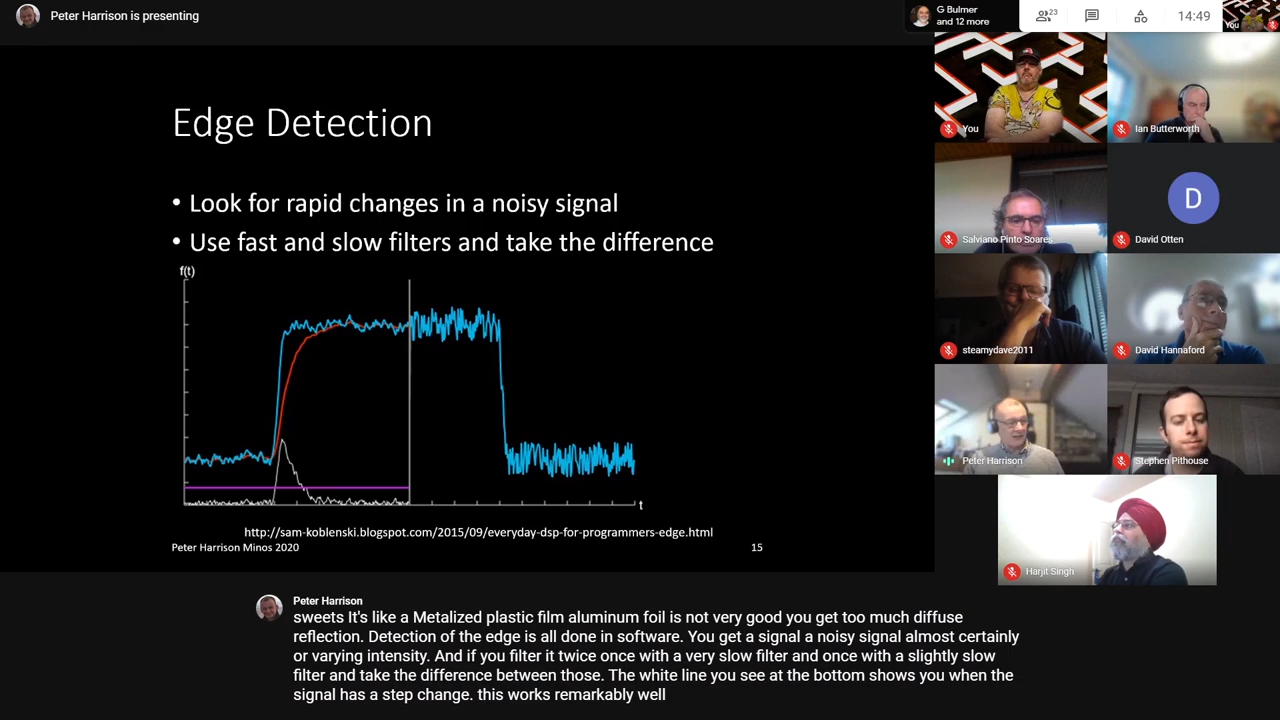 Peter Harrison is presenting
G Bulmer
and 12 more
23
14:49
You
Edge Detection
• Look for rapid changes in a noisy signal
• Use fast and slow filters and take the difference
f(t)
t
http://sam-koblenski.blogspot.com/2015/09/everyday-dsp-for-programmers-edge.html
Peter Harrison Minos 2020
15
You
Ian Butterworth
Salviano Pinto Soares
D
David Otten
steamydave2011
David Hannaford
Peter Harrison
Stephen Pithouse
Harjit Singh
Peter Harrison
sweets It's like a Metalized plastic film aluminum foil is not very good you get too much diffuse
reflection. Detection of the edge is all done in software. You get a signal a noisy signal almost certainly
or varying intensity. And if you filter it twice once with a very slow filter and once with a slightly slow
filter and take the difference between those. The white line you see at the bottom shows you when the
signal has a step change. this works remarkably well